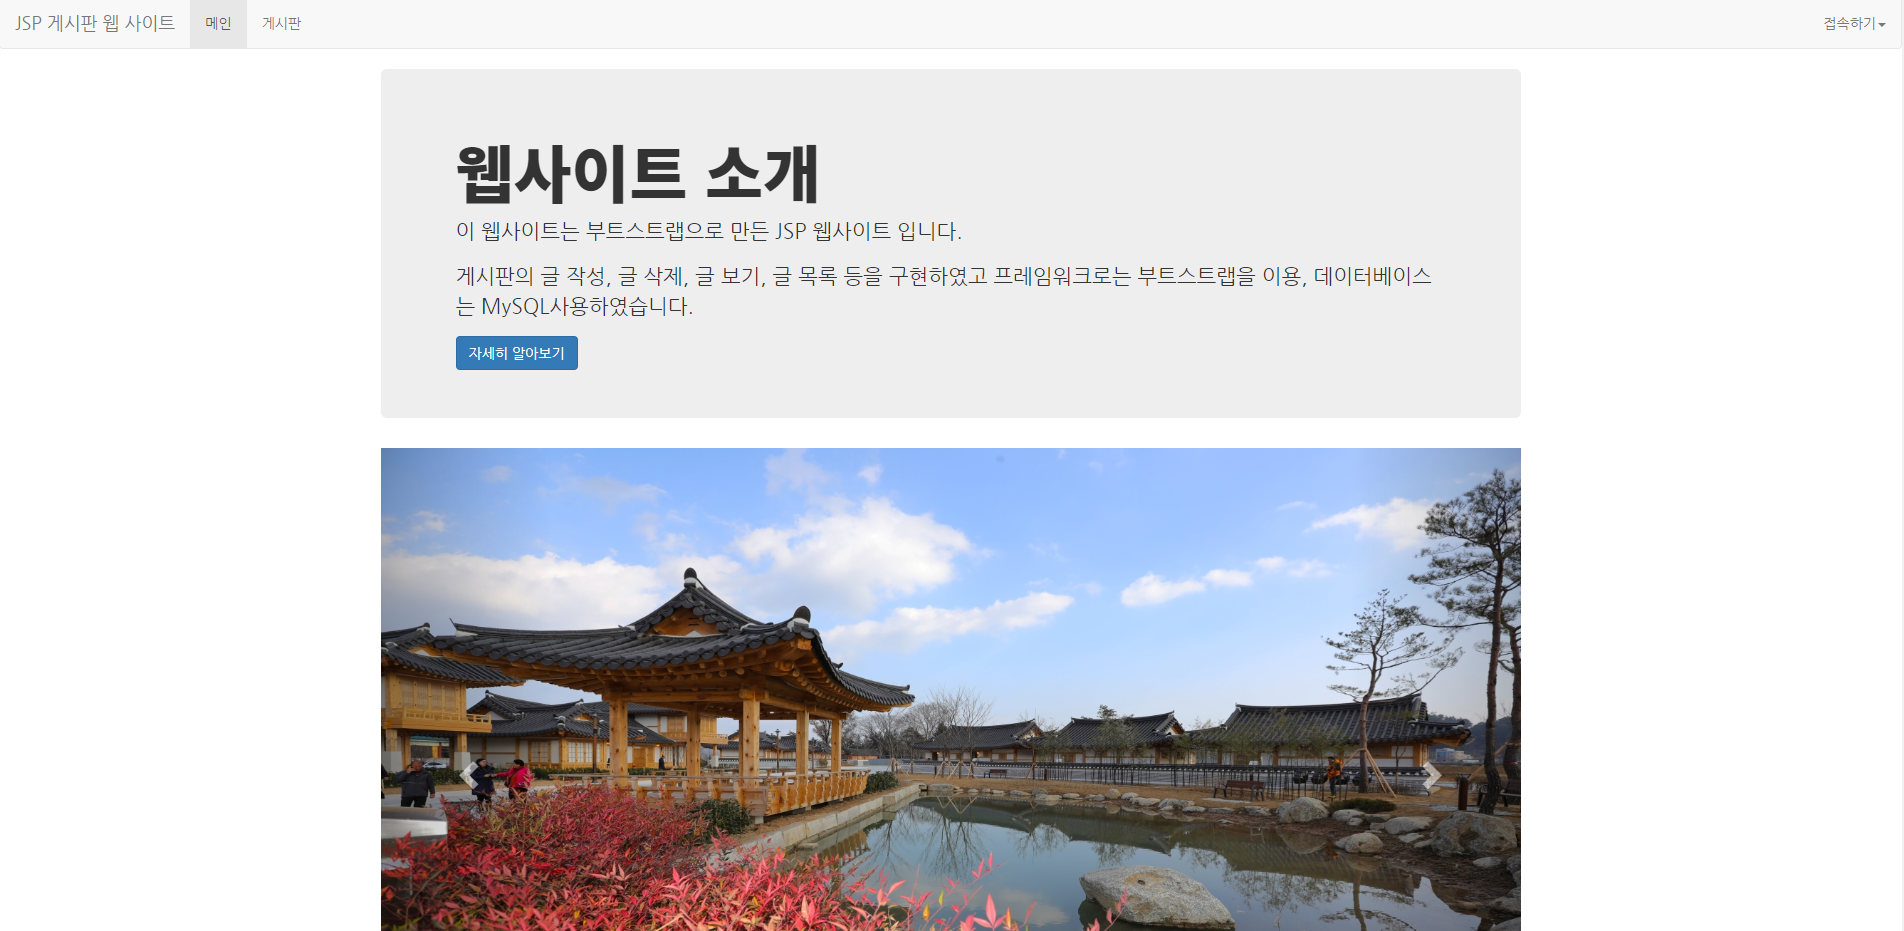 JSP 게시판 웹 사이트
메인
게시판
접속하기
웹사이트 소개
이 웹사이트는 부트스트랩으로 만든 JSP 웹사이트 입니다.
게시판의 글 작성, 글 삭제, 글 보기, 글 목록 등을 구현하였고 프레임워크로는 부트스트랩을 이용, 데이터베이스
는 MySQL사용하였습니다.
자세히 알아보기